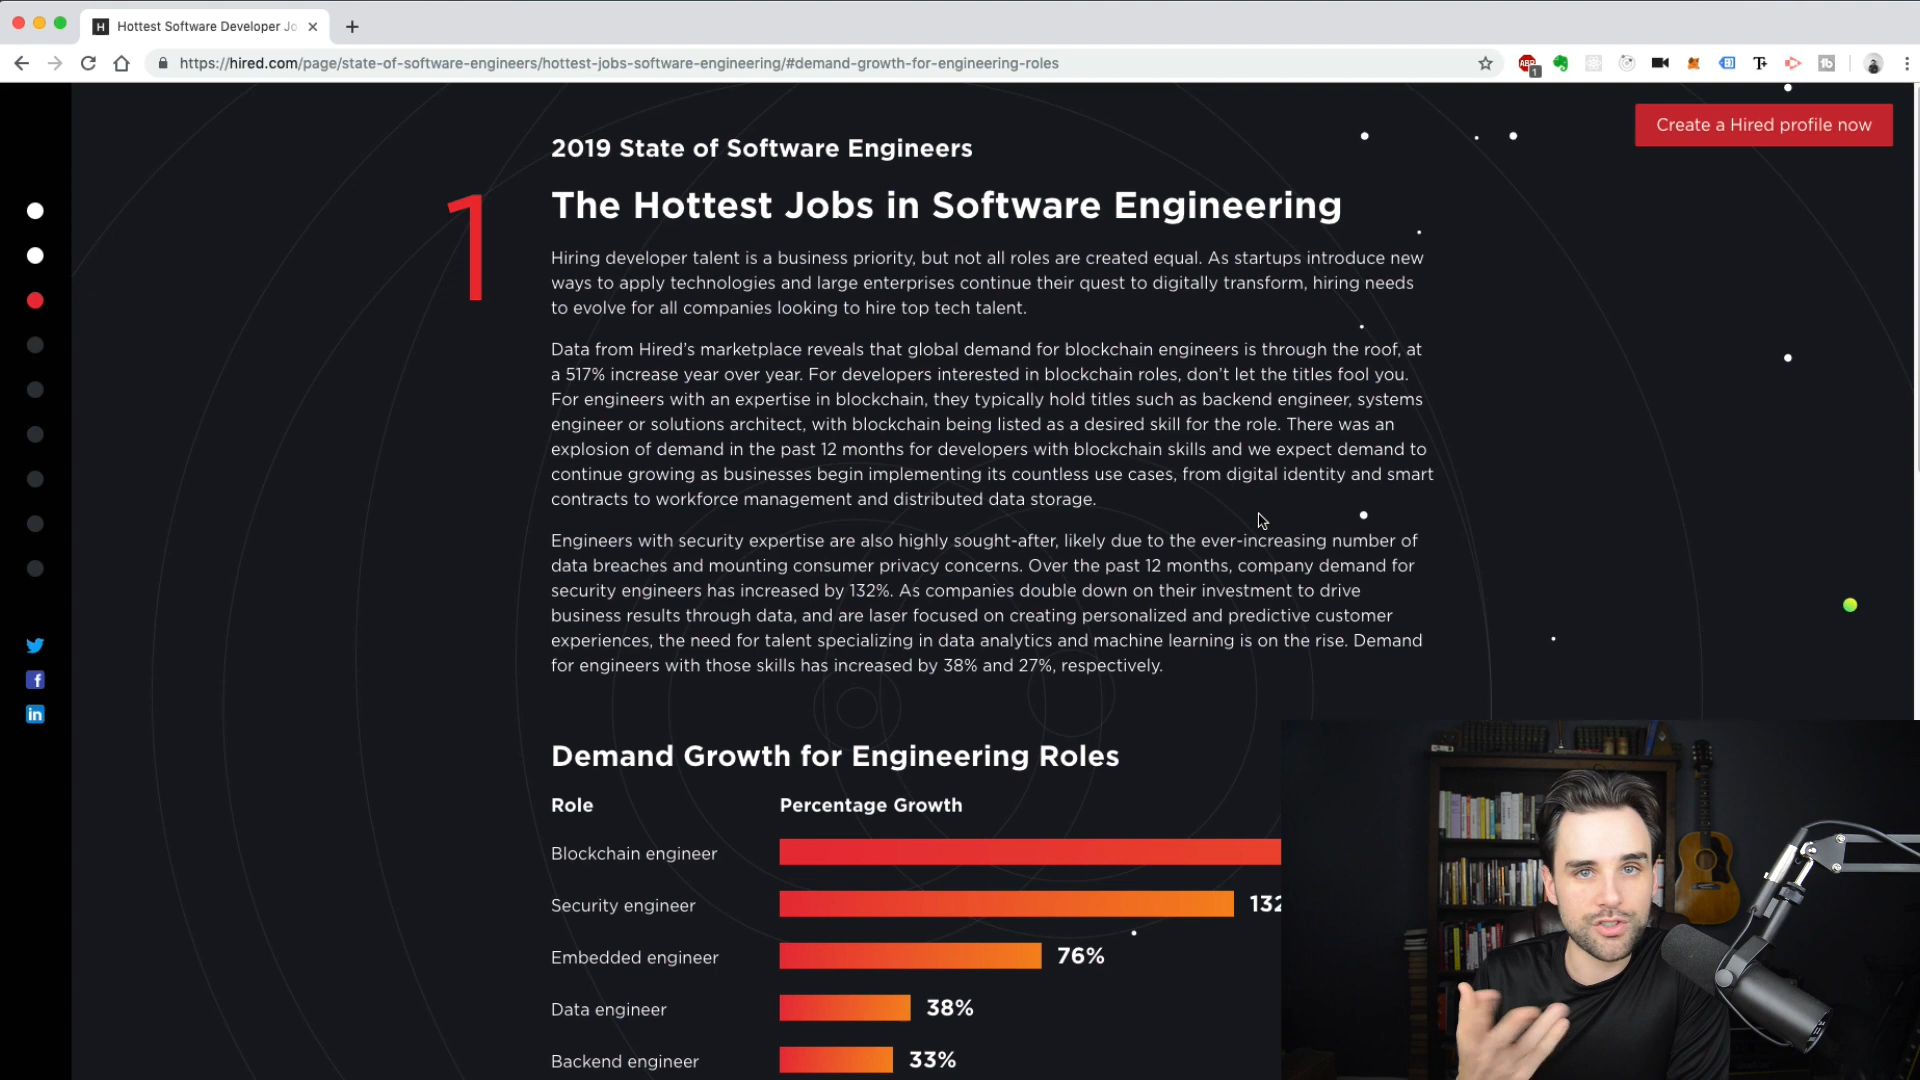 Hottest Software Developer Jo
https://hired.com/page/state-of-software-engineers/hottest-jobs-software-engineering/#demand-growth-for-engineering-roles
Create a Hired profile now
2019 State of Software Engineers
1
The Hottest Jobs in Software Engineering
Hiring developer talent is a business priority, but not all roles are created equal. As startups introduce new
ways to apply technologies and large enterprises continue their quest to digitally transform, hiring needs
to evolve for all companies looking to hire top tech talent.
Data from Hired’s marketplace reveals that global demand for blockchain engineers is through the roof, at
a 517% increase year over year. For developers interested in blockchain roles, don’t let the titles fool you.
For engineers with an expertise in blockchain, they typically hold titles such as backend engineer, systems
engineer or solutions architect, with blockchain being listed as a desired skill for the role. There was an
explosion of demand in the past 12 months for developers with blockchain skills and we expect demand to
continue growing as businesses begin implementing its countless use cases, from digital identity and smart
contracts to workforce management and distributed data storage.
Engineers with security expertise are also highly sought-after, likely due to the ever-increasing number of
data breaches and mounting consumer privacy concerns. Over the past 12 months, company demand for
security engineers has increased by 132%. As companies double down on their investment to drive
business results through data, and are laser focused on creating personalized and predictive customer
experiences, the need for talent specializing in data analytics and machine learning is on the rise. Demand
for engineers with those skills has increased by 38% and 27%, respectively.
Demand Growth for Engineering Roles
Role Percentage Growth
Blockchain engineer
Security engineer 132
Embedded engineer 76%
Data engineer 38%
Backend engineer 33%